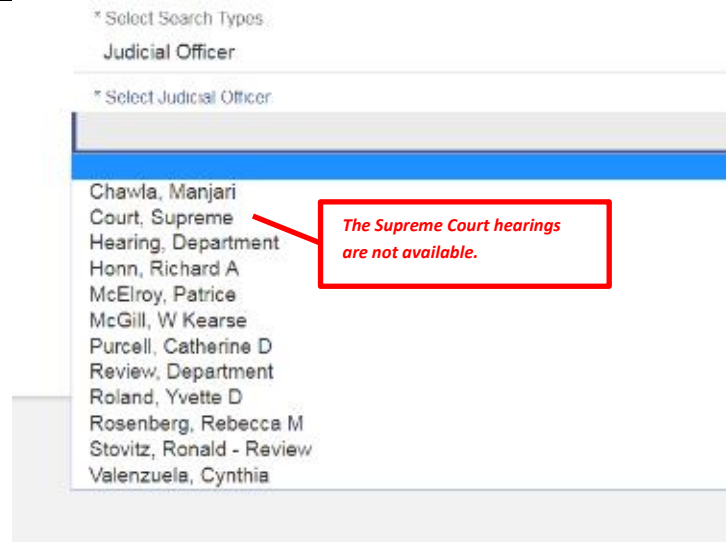 * Select Search Types
Judicial Officer
* Select Judicial Officer
Chawla, Manjari
Court, Supreme
Hearing, Department
Honn, Richard A
McElroy, Patrice
McGill, W Kearse
Purcell, Catherine D
Review, Department
Roland, Yvette D
Rosenberg, Rebecca M
Stovitz, Ronald - Review
Valenzuela, Cynthia
The Supreme Court hearings
are not available.